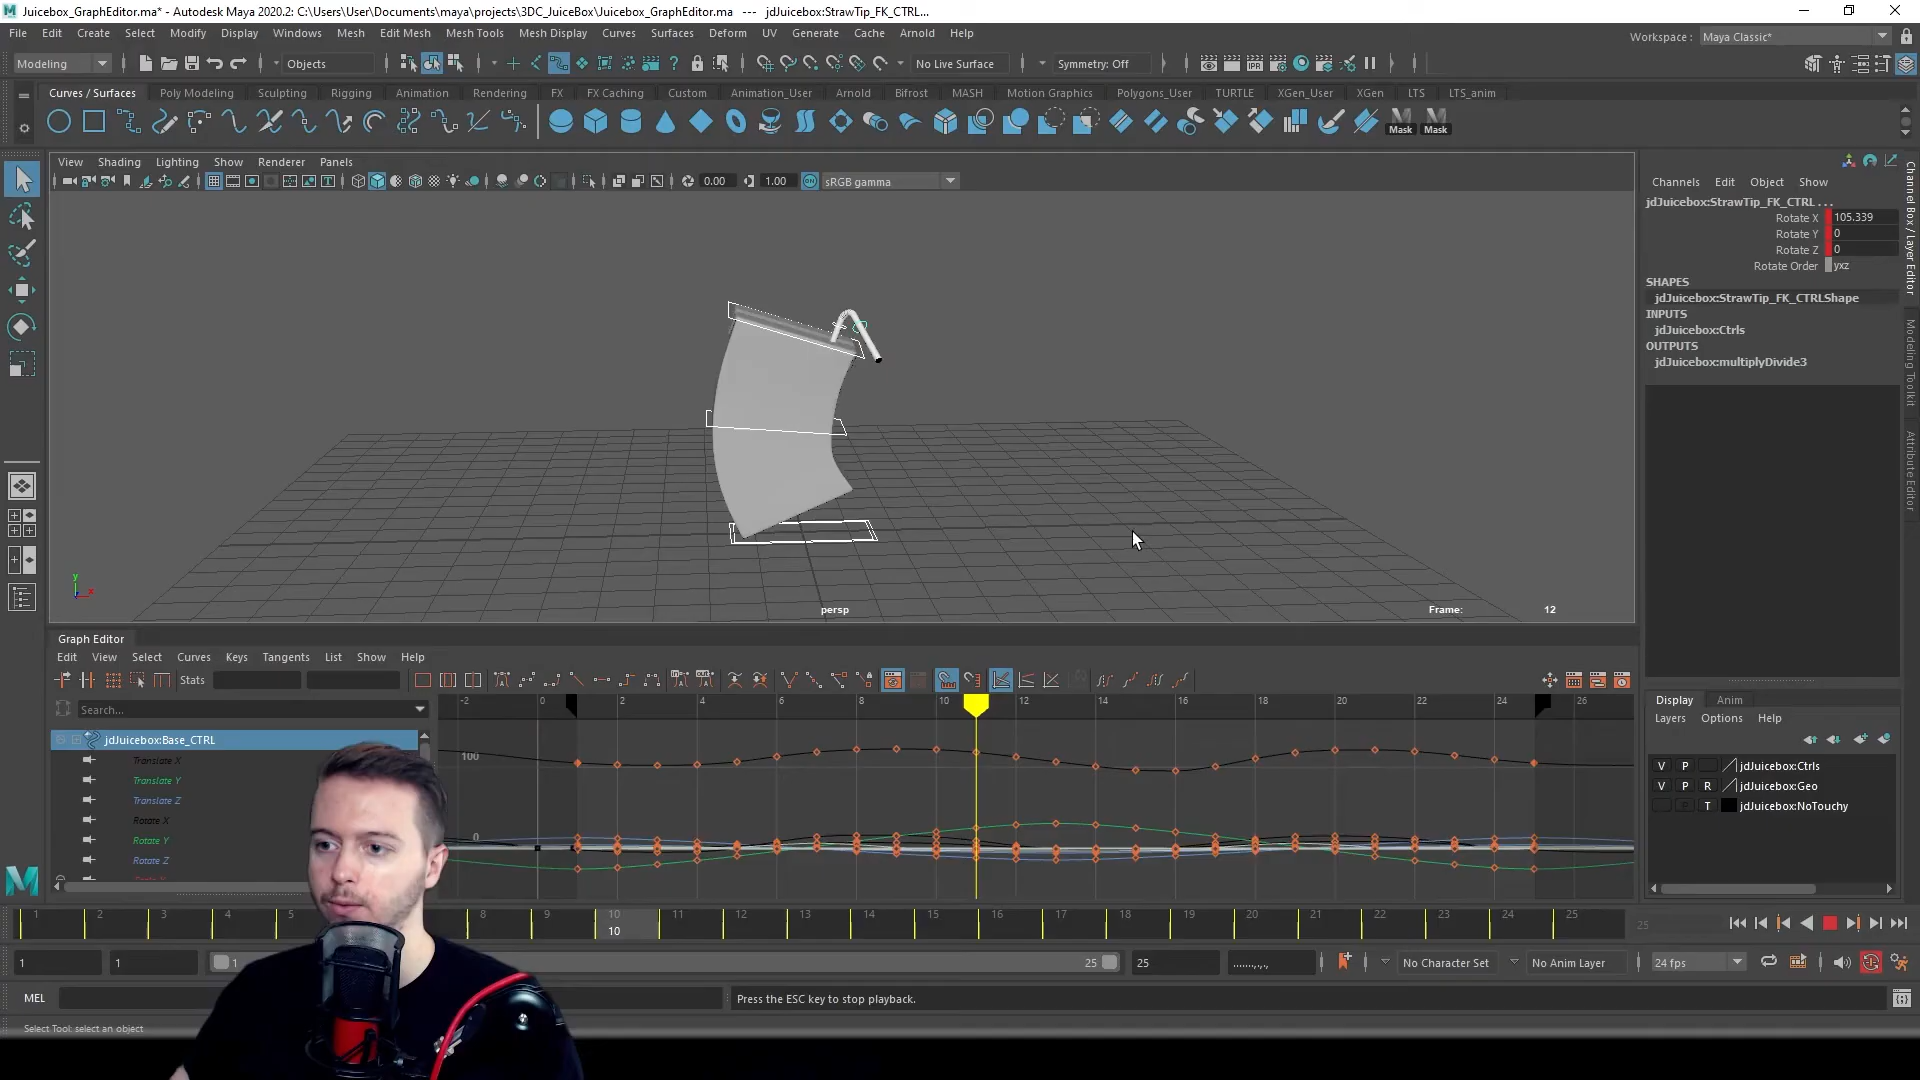 Juicebox_GraphEditor.ma* - Autodesk Maya 2020.2: C:\Users\User\Documents\maya\projects\3DC_JuiceBox\Juicebox_GraphEditor.ma --- jdJuicebox:StrawTip_FK_CTRL...
File Edit Create Select Modify Display Windows Mesh Edit Mesh Mesh Tools Mesh Display Curves Surfaces Deform UV Generate Cache Arnold Help
Workspace : Maya Classic*
Modeling Objects No Live Surface Symmetry: Off
Curves / Surfaces Poly Modeling Sculpting Rigging Animation Rendering FX FX Caching Custom Animation_User Arnold Bifrost MASH Motion Graphics Polygons_User TURTLE XGen_User XGen LTS LTS_anim
Mask Mask
View Shading Lighting Show Renderer Panels
0.00 1.00 sRGB gamma
Channels Edit Object Show
jdJuicebox:StrawTip_FK_CTRL . . .
Rotate X 105.339
Rotate Y 0
Rotate Z 0
Rotate Order yxz
SHAPES
jdJuicebox:StrawTip_FK_CTRLShape
INPUTS
jdJuicebox:Ctrls
OUTPUTS
jdJuicebox:multiplyDivide3
Channel Box / Layer Editor
Modeling Toolkit
Attribute Editor
y x
persp
Frame: 12
Graph Editor
Edit View Select Curves Keys Tangents List Show Help
Stats
Search...
-2 0 2 4 6 8 10 12 14 16 18 20 22 24 26
100
0
jdJuicebox:Base_CTRL
Translate X
Translate Y
Translate Z
Rotate X
Rotate Y
Rotate Z
Display Anim
Layers Options Help
V P jdJuicebox:Ctrls
V P R jdJuicebox:Geo
P T jdJuicebox:NoTouchy
1 2 3 4 5 8 9 10 11 12 13 14 15 16 17 18 19 20 21 22 23 24 25
10
25
1 1 1 25 25 No Character Set No Anim Layer 24 fps
MEL
Press the ESC key to stop playback.
Select Tool: select an object